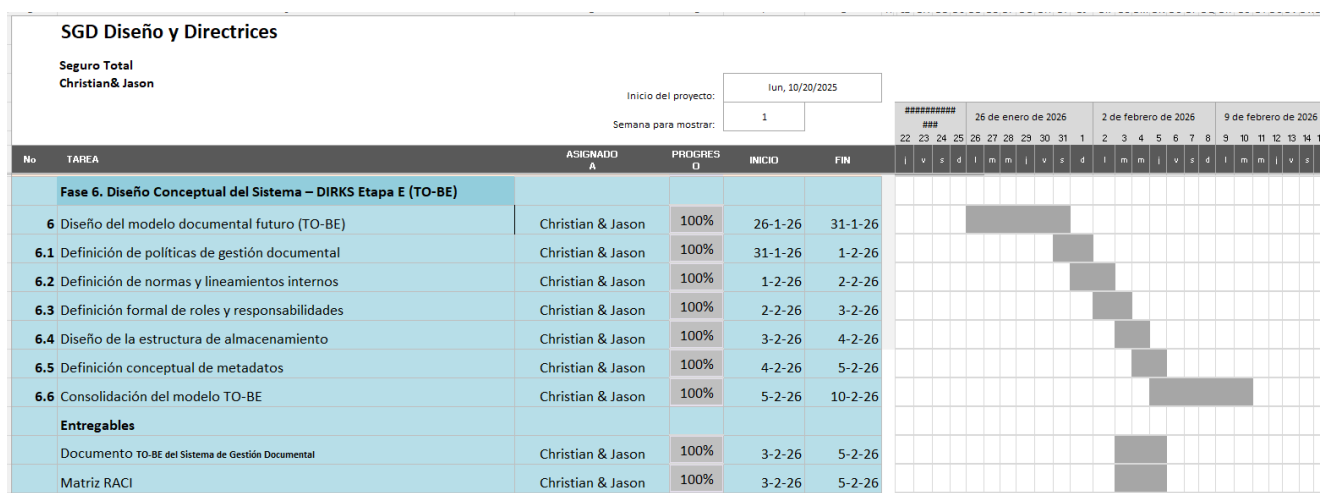 SGD Diseño y Directrices
Seguro Total
Christian& Jason
Inicio del proyecto: lun, 10/20/2025
Semana para mostrar: 1
##########
###
26 de enero de 2026 2 de febrero de 2026 9 de febrero de 2026
22 23 24 25 26 27 28 29 30 31 1 2 3 4 5 6 7 8 9 10 11 12 13 14
No TAREA ASIGNADO A PROGRESO INICIO FIN j v s d l m m j v s d l m m j v s d l m m j v s
Fase 6. Diseño Conceptual del Sistema – DIRKS Etapa E (TO-BE)
6 Diseño del modelo documental futuro (TO-BE) Christian & Jason 100% 26-1-26 31-1-26
6.1 Definición de políticas de gestión documental Christian & Jason 100% 31-1-26 1-2-26
6.2 Definición de normas y lineamientos internos Christian & Jason 100% 1-2-26 2-2-26
6.3 Definición formal de roles y responsabilidades Christian & Jason 100% 2-2-26 3-2-26
6.4 Diseño de la estructura de almacenamiento Christian & Jason 100% 3-2-26 4-2-26
6.5 Definición conceptual de metadatos Christian & Jason 100% 4-2-26 5-2-26
6.6 Consolidación del modelo TO-BE Christian & Jason 100% 5-2-26 10-2-26
Entregables
Documento TO-BE del Sistema de Gestión Documental Christian & Jason 100% 3-2-26 5-2-26
Matriz RACI Christian & Jason 100% 3-2-26 5-2-26